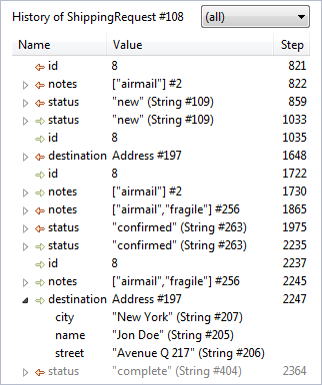 History of ShippingRequest #108 (all)
Name Value Step
id 8 821
notes ["airmail"] #2 822
status "new" (String #109) 859
status "new" (String #109) 1033
id 8 1035
destination Address #197 1648
id 8 1722
notes ["airmail"] #2 1730
notes ["airmail","fragile"] #256 1865
status "confirmed" (String #263) 1975
status "confirmed" (String #263) 2235
id 8 2237
notes ["airmail","fragile"] #256 2245
destination Address #197 2247
city "New York" (String #207)
name "Jon Doe" (String #205)
street "Avenue Q 217" (String #206)
status "complete" (String #404) 2364